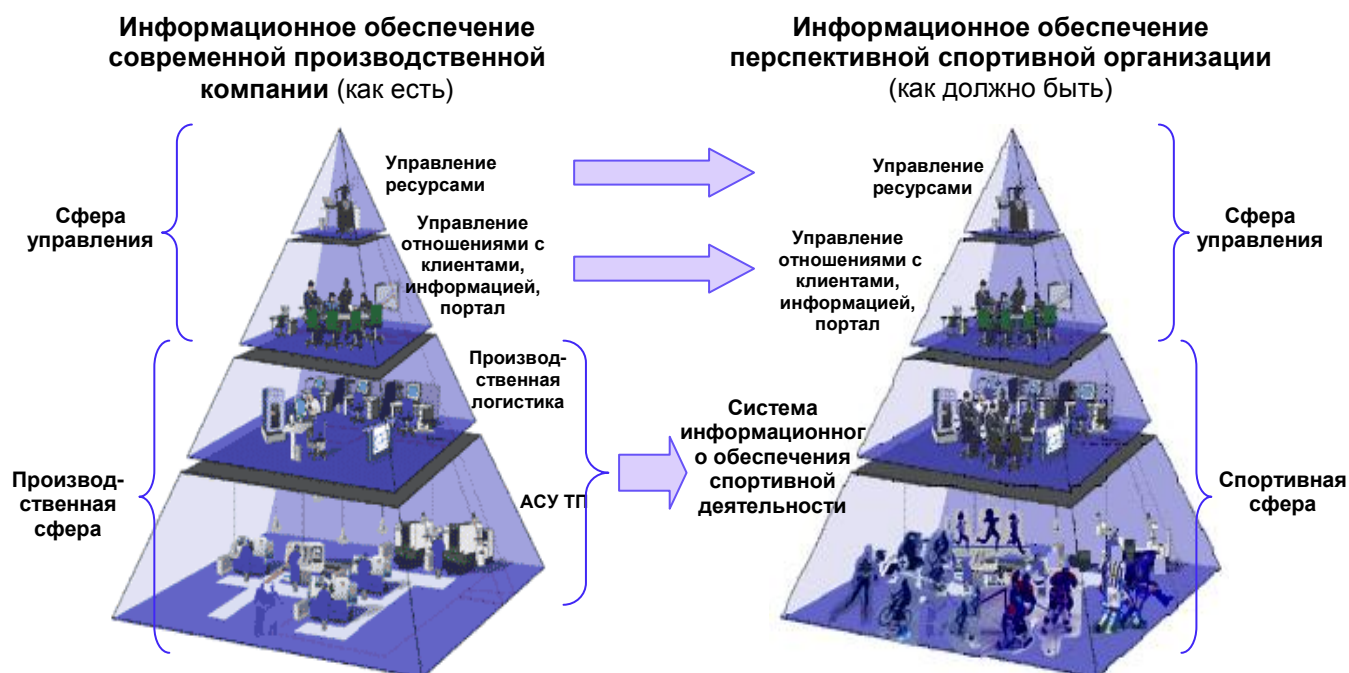 Информационное обеспечение
современной производственной
компании (как есть)
Информационное обеспечение
перспективной спортивной организации
(как должно быть)
Сфера
управления
Управление
ресурсами
Управление
отношениями с
клиентами,
информацией,
портал
Производ-
ственная
логистика
АСУ ТП
Производ-
ственная
сфера
Управление
ресурсами
Управление
отношениями с
клиентами,
информацией,
портал
Система
информационног
о обеспечения
спортивной
деятельности
Сфера
управления
Спортивная
сфера